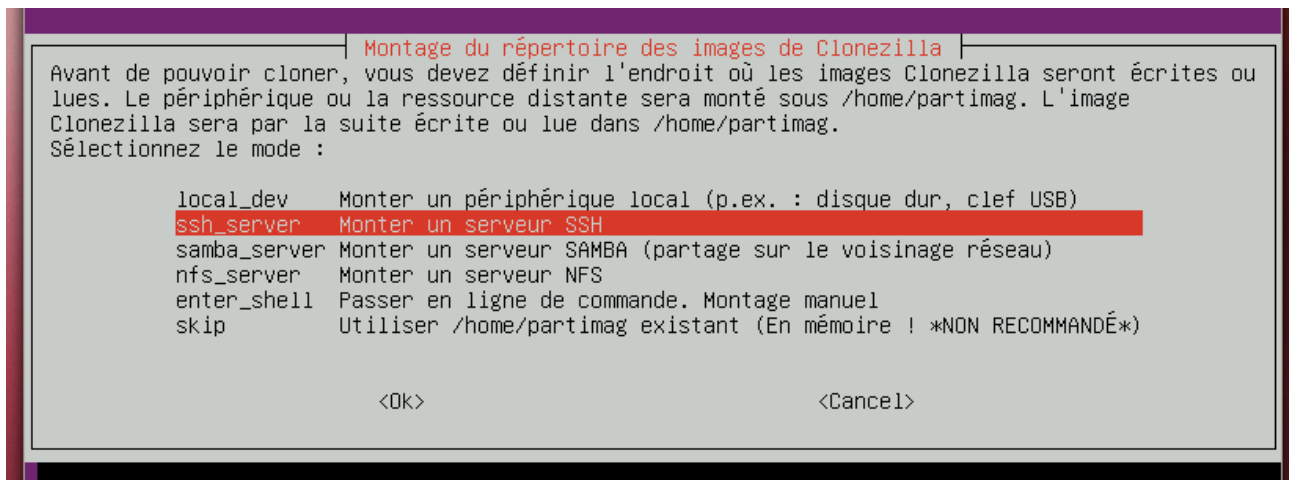 Montage du répertoire des images de Clonezilla
Avant de pouvoir cloner, vous devez définir l'endroit où les images Clonezilla seront écrites ou
lues. Le périphérique ou la ressource distante sera monté sous /home/partimag. L'image
Clonezilla sera par la suite écrite ou lue dans /home/partimag.
Sélectionnez le mode :
local_dev Monter un périphérique local (p.ex. : disque dur, clef USB)
ssh_server Monter un serveur SSH
samba_server Monter un serveur SAMBA (partage sur le voisinage réseau)
nfs_server Monter un serveur NFS
enter_shell Passer en ligne de commande. Montage manuel
skip Utiliser /home/partimag existant (En mémoire ! *NON RECOMMANDÉ*)
<Ok> <Cancel>